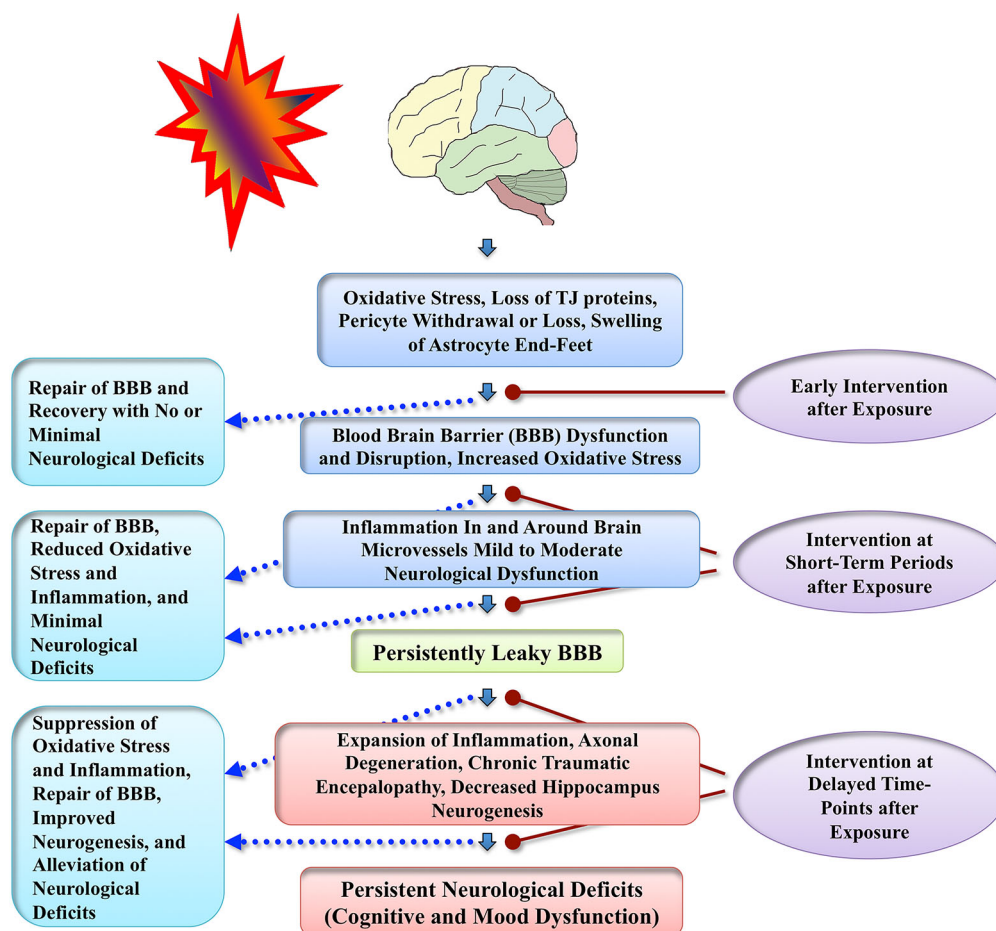 Oxidative Stress, Loss of TJ proteins,
Pericyte Withdrawal or Loss, Swelling
of Astrocyte End-Feet
Repair of BBB and
Recovery with No or
Minimal
Neurological Deficits
Early Intervention
after Exposure
Blood Brain Barrier (BBB) Dysfunction
and Disruption, Increased Oxidative Stress
Repair of BBB,
Reduced Oxidative
Stress and
Inflammation, and
Minimal
Neurological
Deficits
Inflammation In and Around Brain
Microvessels Mild to Moderate
Neurological Dysfunction
Intervention at
Short-Term Periods
after Exposure
Persistently Leaky BBB
Suppression of
Oxidative Stress
and Inflammation,
Repair of BBB,
Improved
Neurogenesis, and
Alleviation of
Neurological
Deficits
Expansion of Inflammation, Axonal
Degeneration, Chronic Traumatic
Encepalopathy, Decreased Hippocampus
Neurogenesis
Intervention at
Delayed Time-
Points after
Exposure
Persistent Neurological Deficits
(Cognitive and Mood Dysfunction)